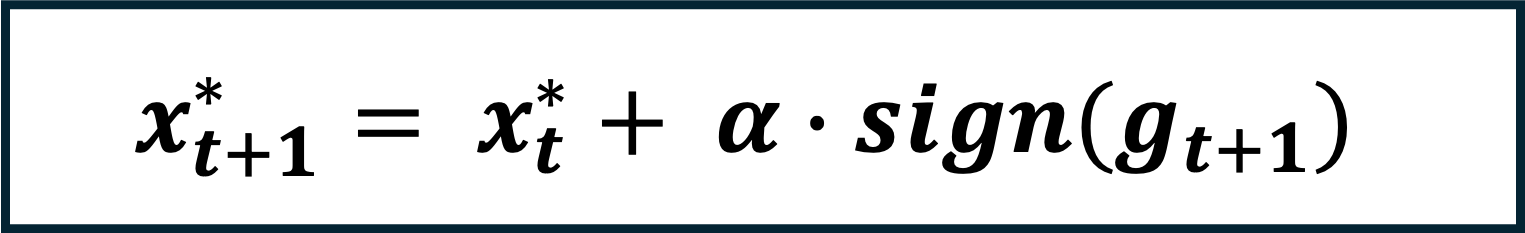 x*_{t+1} = x*_t + α · sign(g_{t+1})